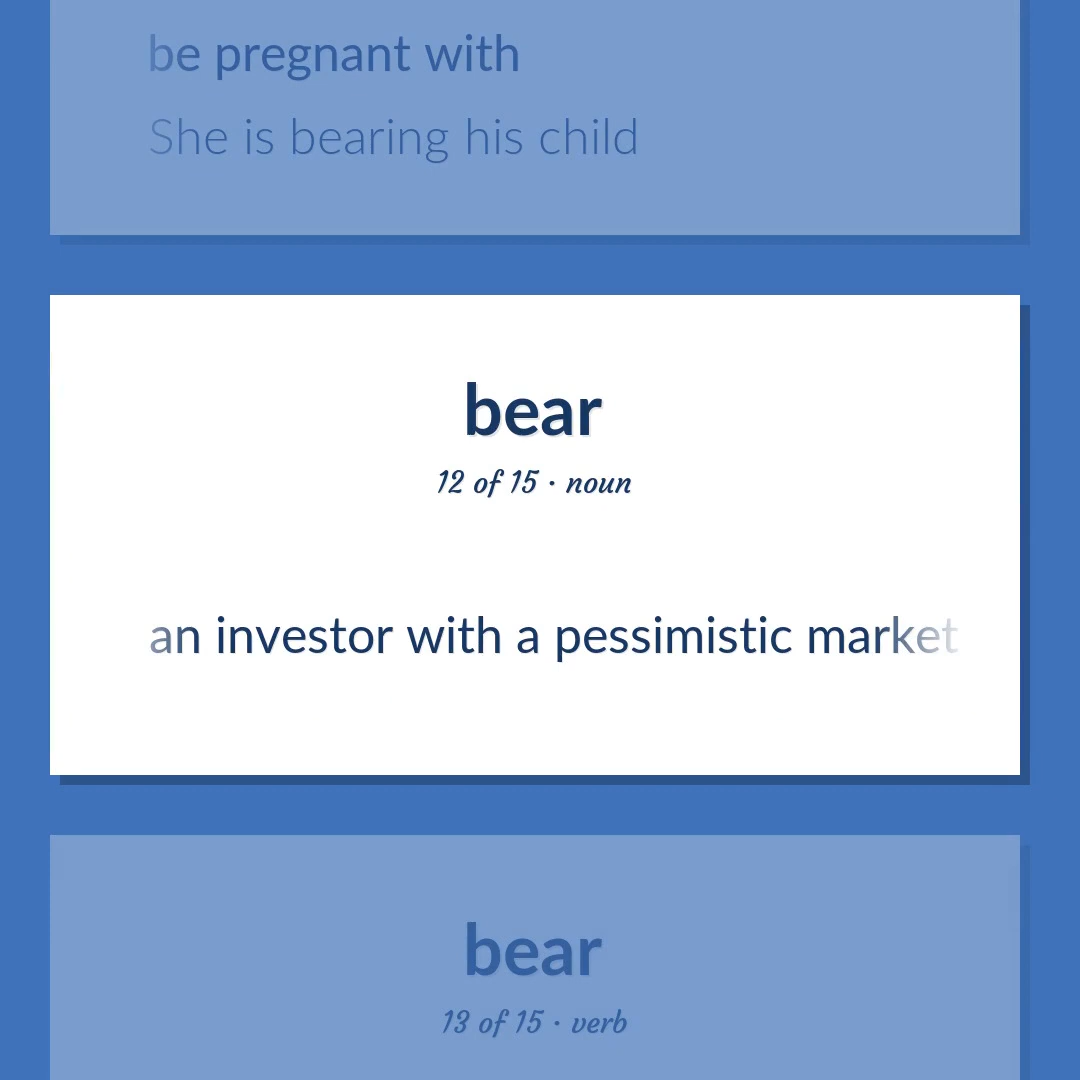 be pregnant with
She is bearing his child
bear
12 of 15 · noun
an investor with a pessimistic market
bear
13 of 15 · verb